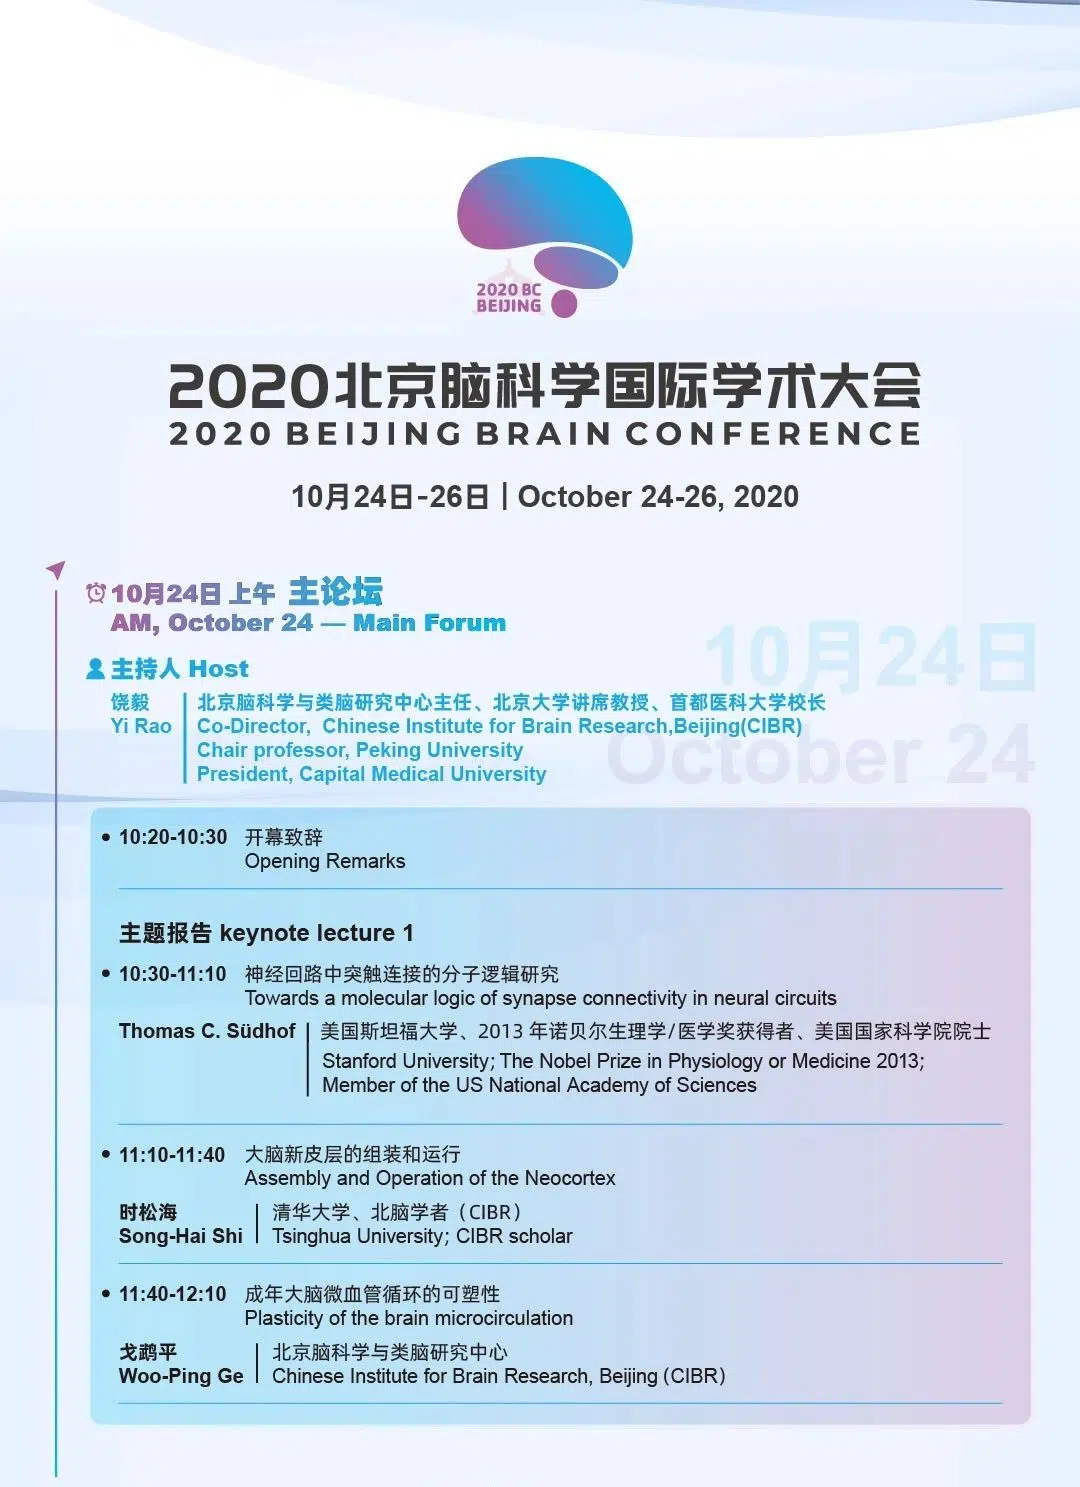 2020 BC
BEIJING
2020北京脑科学国际学术大会
2020 BEIJING BRAIN CONFERENCE
10月24日-26日 | October 24-26, 2020
10月24日 上午 主论坛
AM, October 24 — Main Forum
10月24日
October 24
主持人 Host
饶毅 北京脑科学与类脑研究中心主任、北京大学讲席教授、首都医科大学校长
Yi Rao Co-Director, Chinese Institute for Brain Research,Beijing(CIBR)
Chair professor, Peking University
President, Capital Medical University
10:20-10:30 开幕致辞
Opening Remarks
主题报告 keynote lecture 1
10:30-11:10 神经回路中突触连接的分子逻辑研究
Towards a molecular logic of synapse connectivity in neural circuits
Thomas C. Südhof 美国斯坦福大学、2013 年诺贝尔生理学/医学奖获得者、美国国家科学院院士
Stanford University; The Nobel Prize in Physiology or Medicine 2013;
Member of the US National Academy of Sciences
11:10-11:40 大脑新皮层的组装和运行
Assembly and Operation of the Neocortex
时松海 清华大学、北脑学者（CIBR）
Song-Hai Shi Tsinghua University; CIBR scholar
11:40-12:10 成年大脑微血管循环的可塑性
Plasticity of the brain microcirculation
戈鹉平 北京脑科学与类脑研究中心
Woo-Ping Ge Chinese Institute for Brain Research, Beijing (CIBR)